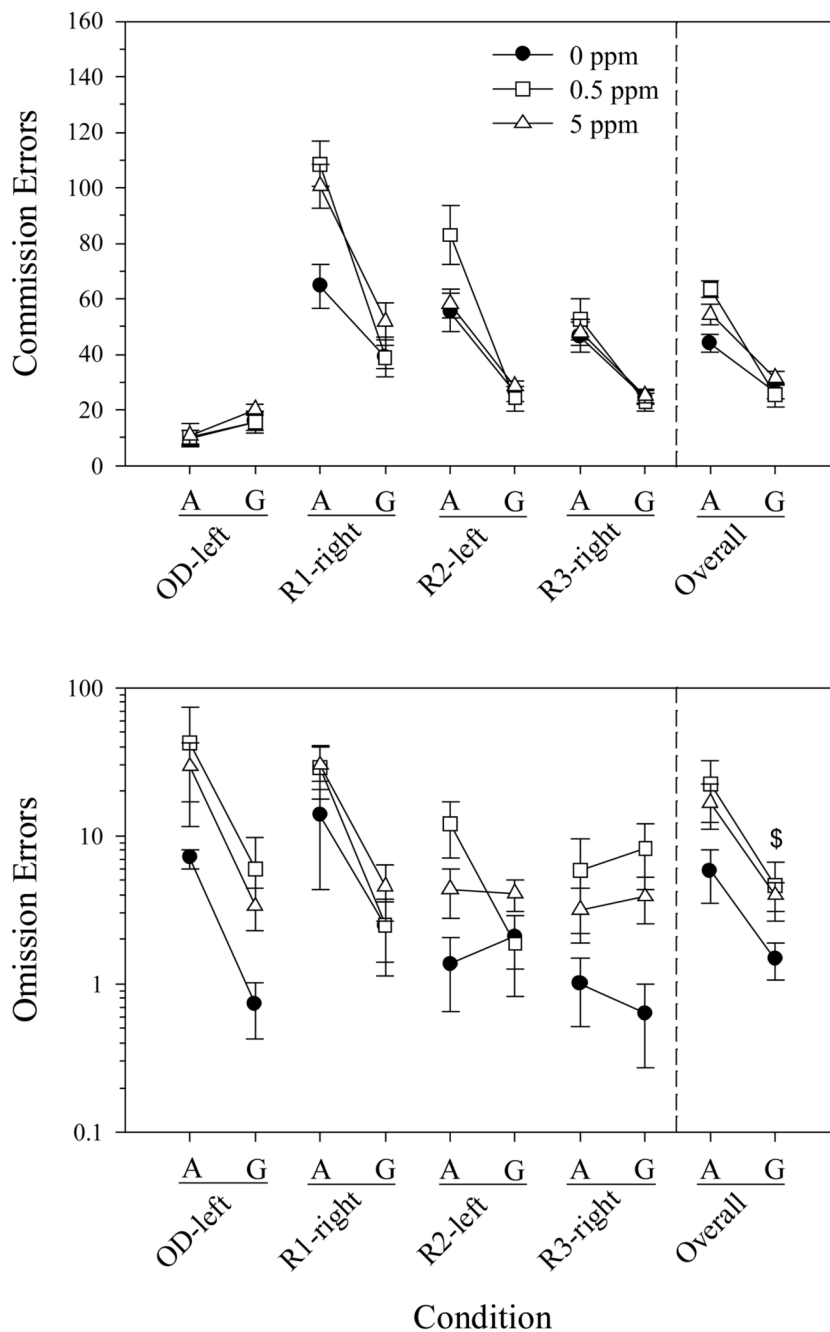 160
140
120
100
80
60
40
20
0
Commission Errors
0 ppm
0.5 ppm
5 ppm
A G A G A G A G A G
OD-left R1-right R2-left R3-right Overall
100
10
1
0.1
Omission Errors
$
A G A G A G A G A G
OD-left R1-right R2-left R3-right Overall
Condition